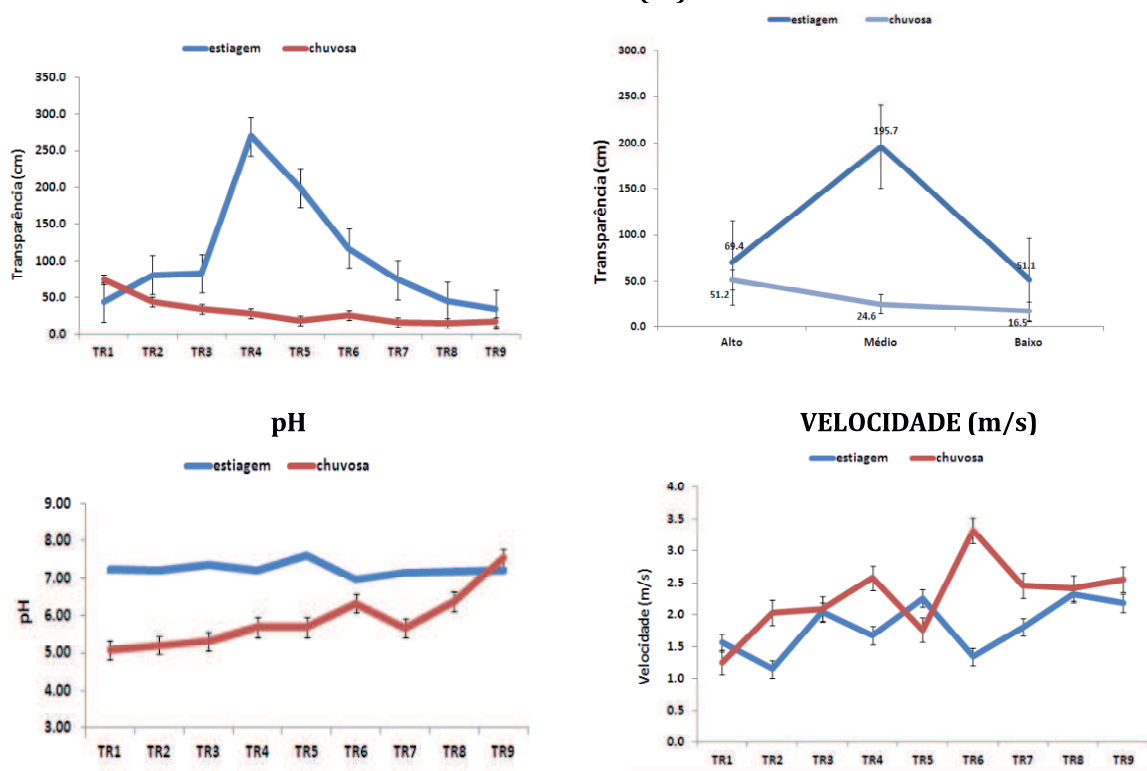 estiagem chuvosa
350.0
300.0
250.0
200.0
150.0
100.0
50.0
0.0
Transparência (cm)
TR1 TR2 TR3 TR4 TR5 TR6 TR7 TR8 TR9
estiagem chuvosa
300.0
250.0
200.0
150.0
100.0
50.0
0.0
Transparência (cm)
195.7
69.4
51.1
51.2
24.6
16.5
Alto Médio Baixo
pH
estiagem chuvosa
9.00
8.00
7.00
6.00
5.00
4.00
3.00
pH
TR1 TR2 TR3 TR4 TR5 TR6 TR7 TR8 TR9
VELOCIDADE (m/s)
estiagem chuvosa
4.0
3.5
3.0
2.5
2.0
1.5
1.0
0.5
0.0
Velocidade (m/s)
TR1 TR2 TR3 TR4 TR5 TR6 TR7 TR8 TR9